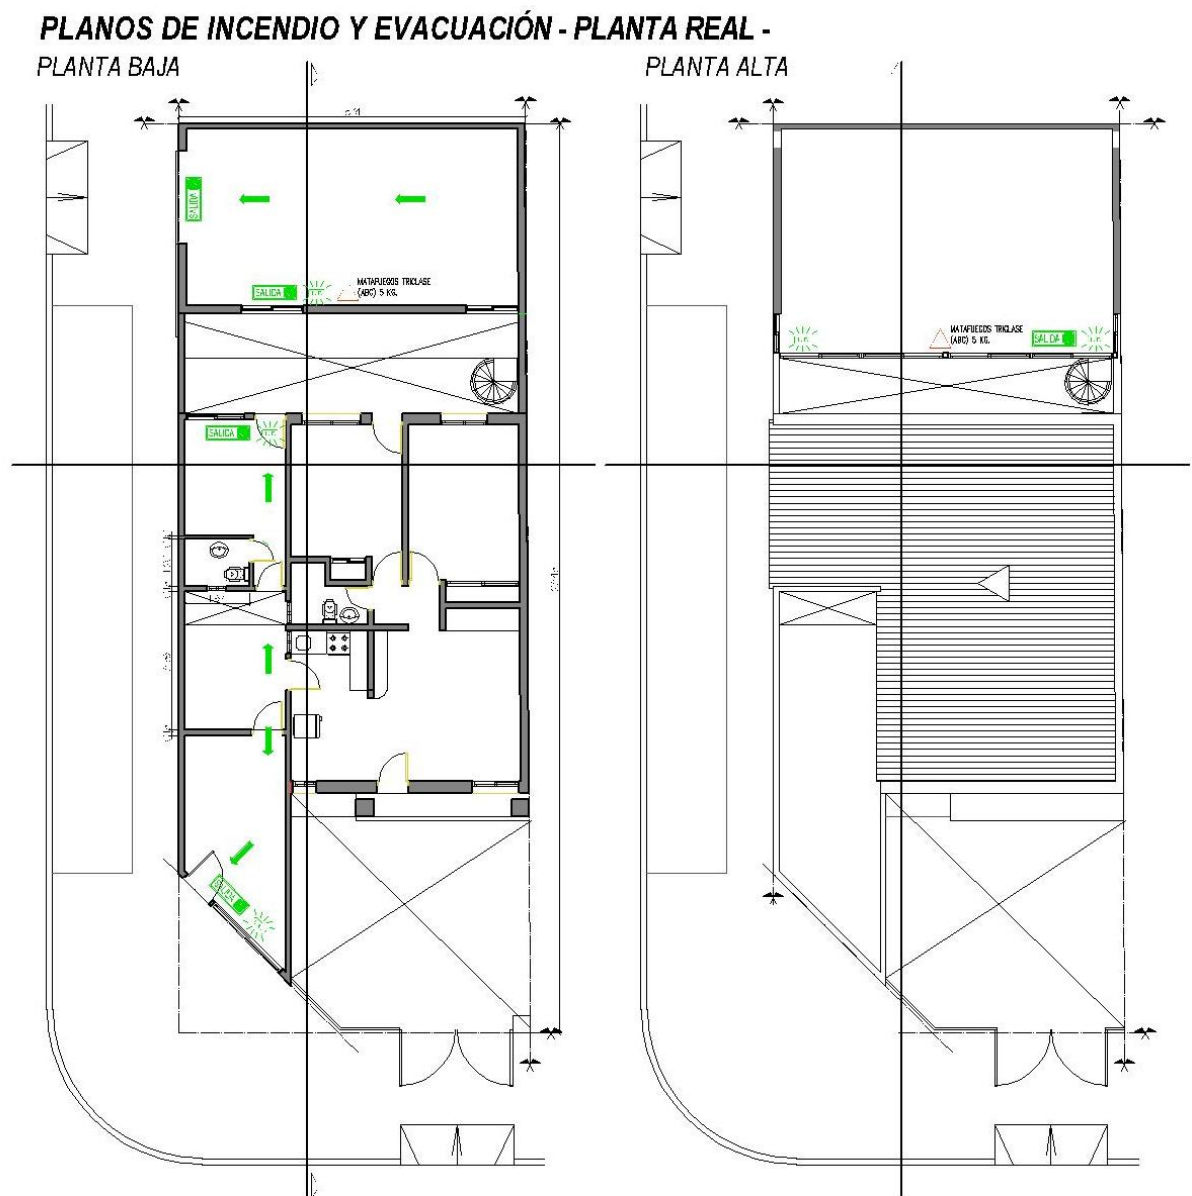 PLANOS DE INCENDIO Y EVACUACIÓN - PLANTA REAL -
PLANTA BAJA
PLANTA ALTA
SALIDA
SALIDA
MATAFUEGOS TRICLASE
(ABC) 5 KG.
MATAFUEGOS TRICLASE
(ABC) 5 KG.
SALIDA
SALIDA
SALIDA